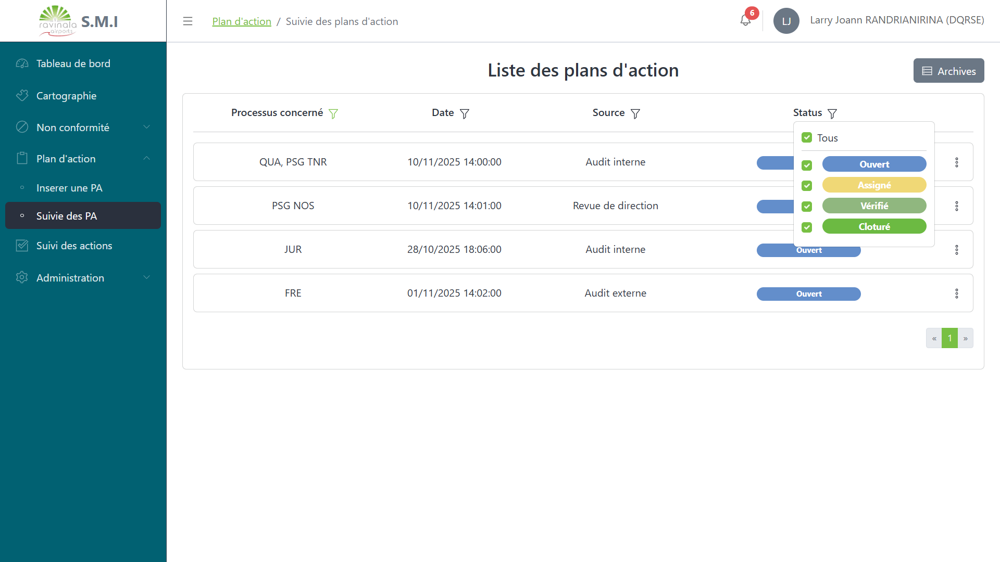 ravinala
airports
S.M.I
Plan d'action / Suivie des plans d'action
6
LJ
Larry Joann RANDRIANIRINA (DQRSE)
Tableau de bord
Cartographie
Non conformité
Plan d'action
Inserer une PA
Suivie des PA
Suivi des actions
Administration
Liste des plans d'action
Archives
Processus concerné
Date
Source
Status
Tous
Ouvert
Assigné
Vérifié
Cloturé
QUA, PSG TNR
10/11/2025 14:00:00
Audit interne
PSG NOS
10/11/2025 14:01:00
Revue de direction
JUR
28/10/2025 18:06:00
Audit interne
Ouvert
FRE
01/11/2025 14:02:00
Audit externe
Ouvert
« 1 »